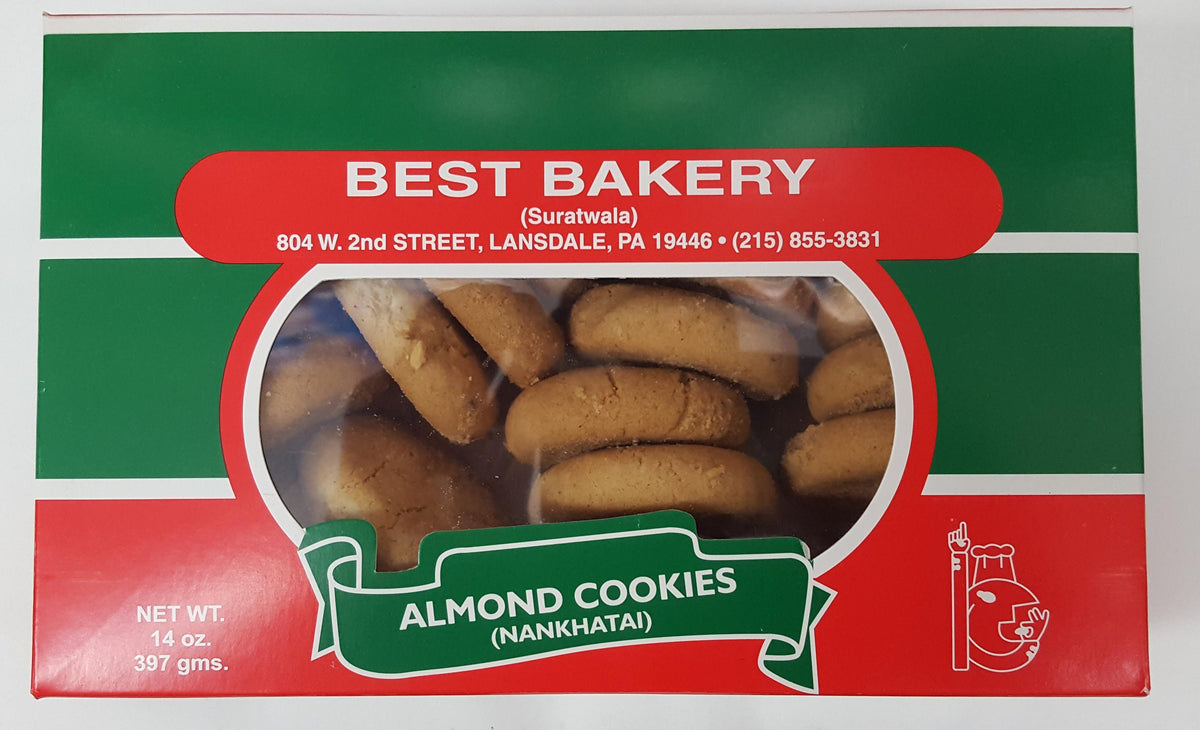 BEST BAKERY
(Suratwala)
804 W. 2nd STREET, LANSDALE, PA 19446 • (215) 855-3831
ALMOND COOKIES
(NANKHATAI)
NET WT.
14 oz.
397 gms.